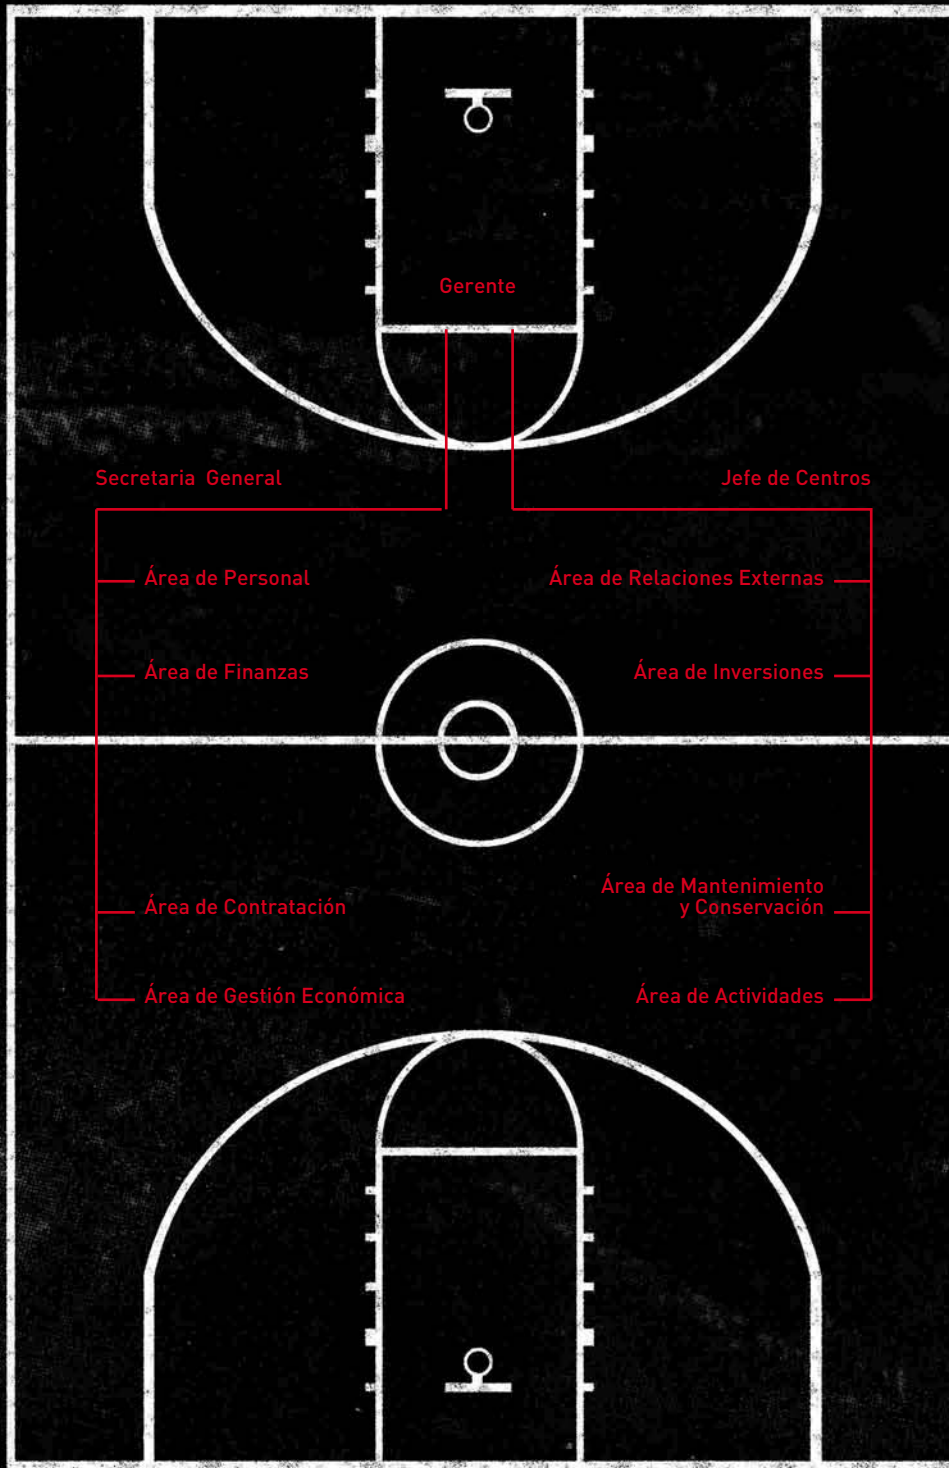 Gerente
Secretaria General
Jefe de Centros
Área de Personal
Área de Relaciones Externas
Área de Finanzas
Área de Inversiones
Área de Contratación
Área de Mantenimiento
y Conservación
Área de Gestión Económica
Área de Actividades